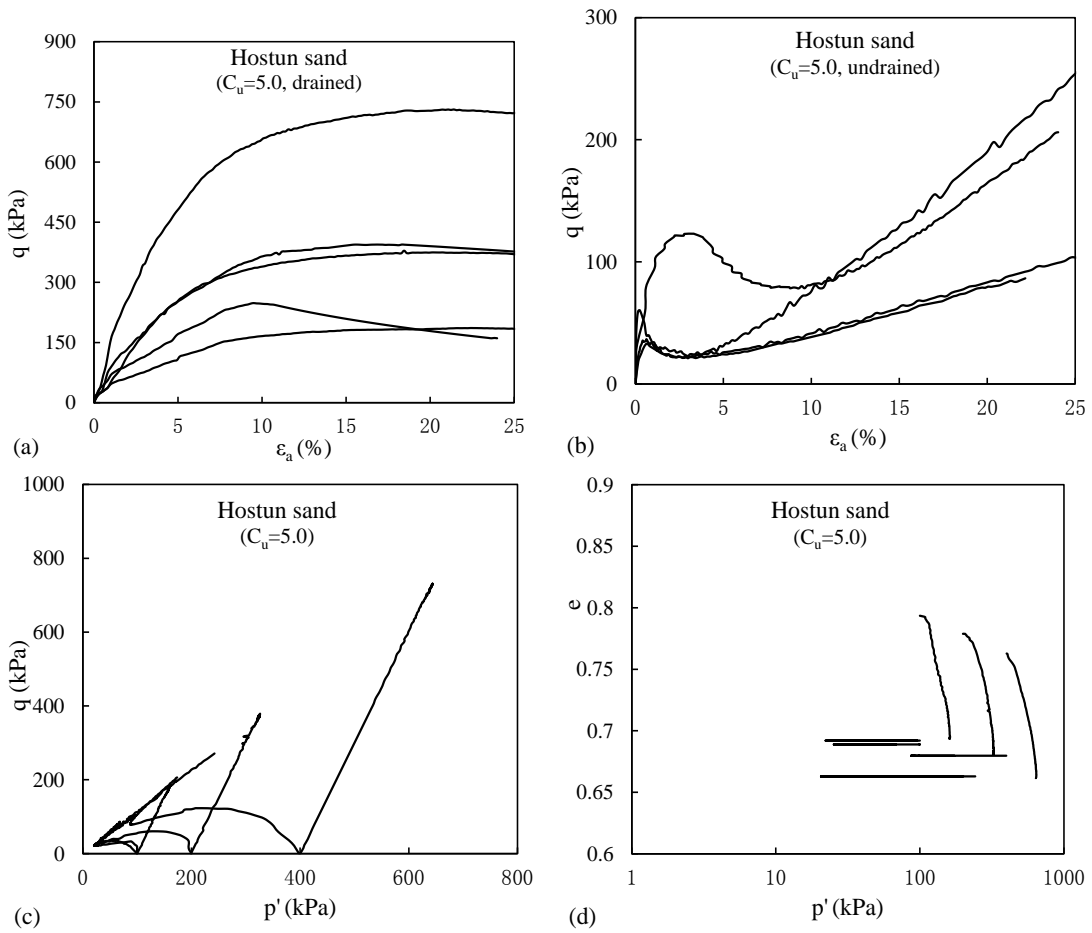 900
750
600
450
300
150
0
q (kPa)
Hostun sand
(Cu=5.0, drained)
0 5 10 15 20 25
(a)
εa (%)
300
200
100
0
q (kPa)
Hostun sand
(Cu=5.0, undrained)
0 5 10 15 20 25
(b)
εa (%)
1000
800
600
400
200
0
q (kPa)
Hostun sand
(Cu=5.0)
0 200 400 600 800
(c)
p' (kPa)
0.9
0.85
0.8
0.75
0.7
0.65
0.6
e
Hostun sand
(Cu=5.0)
1 10 100 1000
(d)
p' (kPa)